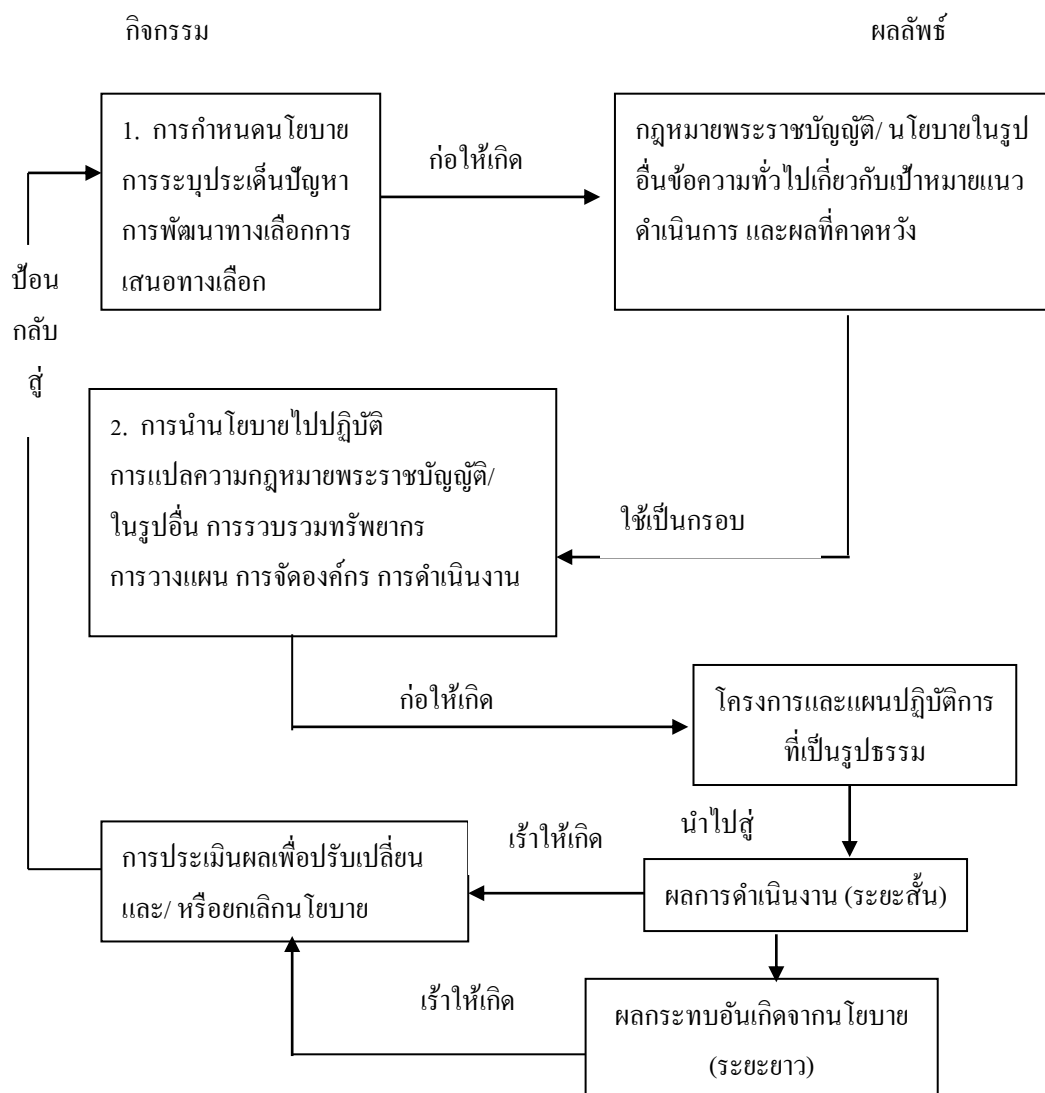 กิจกรรม
ผลลัพธ์
1. การกำหนดนโยบาย
การระบุประเด็นปัญหา
การพัฒนาทางเลือกการ
เสนอทางเลือก
ก่อให้เกิด
กฎหมายพระราชบัญญัติ/ นโยบายในรูป
อื่นข้อความทั่วไปเกี่ยวกับเป้าหมายแนว
ดำเนินการ และผลที่คาดหวัง
ป้อน
กลับ
สู่
2. การนำนโยบายไปปฏิบัติ
การแปลความกฎหมายพระราชบัญญัติ/
ในรูปอื่น การรวบรวมทรัพยากร
การวางแผน การจัดองค์กร การดำเนินงาน
ใช้เป็นกรอบ
ก่อให้เกิด
โครงการและแผนปฏิบัติการ
ที่เป็นรูปธรรม
นำไปสู่
เร้าให้เกิด
การประเมินผลเพื่อปรับเปลี่ยน
และ/ หรือยกเลิกนโยบาย
ผลการดำเนินงาน (ระยะสั้น)
เร้าให้เกิด
ผลกระทบอันเกิดจากนโยบาย
(ระยะยาว)